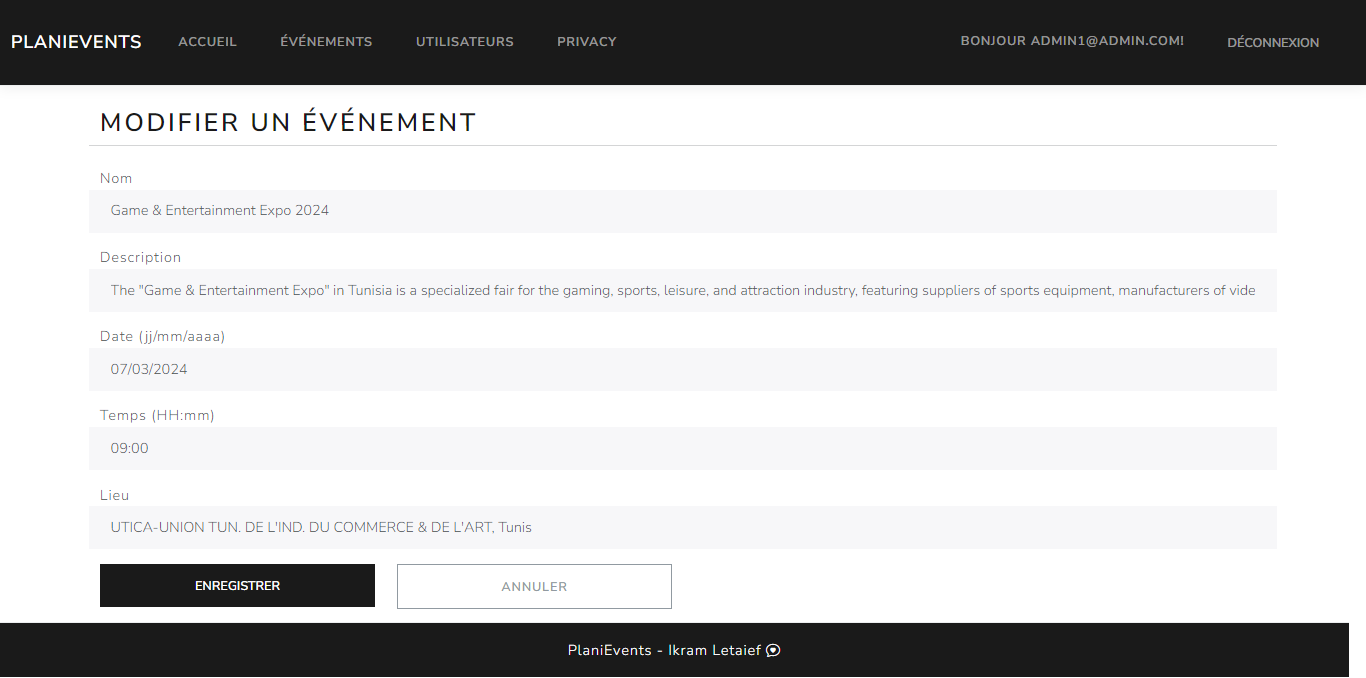 PLANIEVENTS ACCUEIL ÉVÉNEMENTS UTILISATEURS PRIVACY BONJOUR ADMIN1@ADMIN.COM! DÉCONNEXION
MODIFIER UN ÉVÉNEMENT
Nom
Game & Entertainment Expo 2024
Description
The "Game & Entertainment Expo" in Tunisia is a specialized fair for the gaming, sports, leisure, and attraction industry, featuring suppliers of sports equipment, manufacturers of vide
Date (jj/mm/aaaa)
07/03/2024
Temps (HH:mm)
09:00
Lieu
UTICA-UNION TUN. DE L'IND. DU COMMERCE & DE L'ART, Tunis
ENREGISTRER ANNULER
PlaniEvents - Ikram Letaief